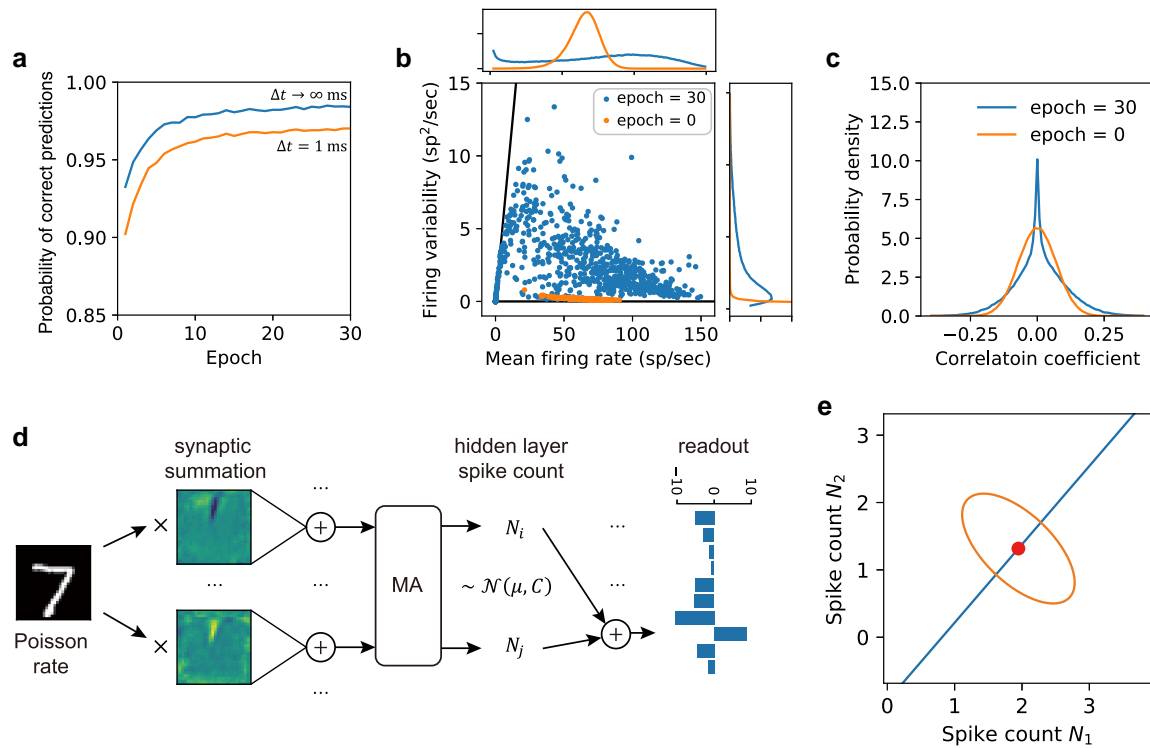 a
Probability of correct predictions
1.00
0.95
0.90
0.85
0
10
20
30
Epoch
Δt → ∞ ms
Δt = 1 ms
b
Firing variability (sp²/sec)
15
10
5
0
0
50
100
150
Mean firing rate (sp/sec)
epoch = 30
epoch = 0
c
Probability density
15.0
12.5
10.0
7.5
5.0
2.5
0.0
−0.25
0.00
0.25
Correlatoin coefficient
epoch = 30
epoch = 0
d
synaptic
summation
hidden layer
spike count
readout
−10
0
10
Poisson
rate
×
×
...
...
...
+
+
MA
N_i
~ 𝒩(μ, C)
N_j
...
...
+
e
Spike count N₂
3
2
1
0
0
1
2
3
Spike count N₁